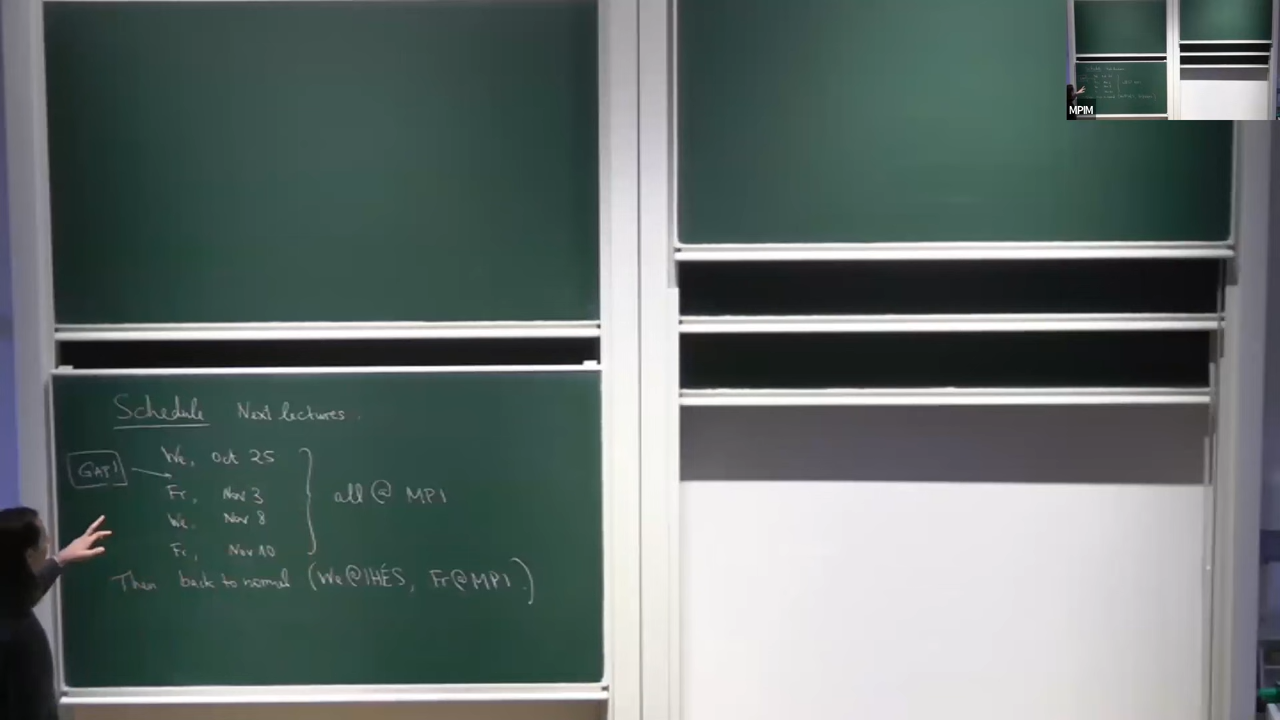 Schedule Next lectures.
We, Oct 25
GAP!
Fr, Nov 3
all @ MPI
We, Nov 8
Fr, Nov 10
Then back to normal (We@IHÉS, Fr@MPI.)
MPIM